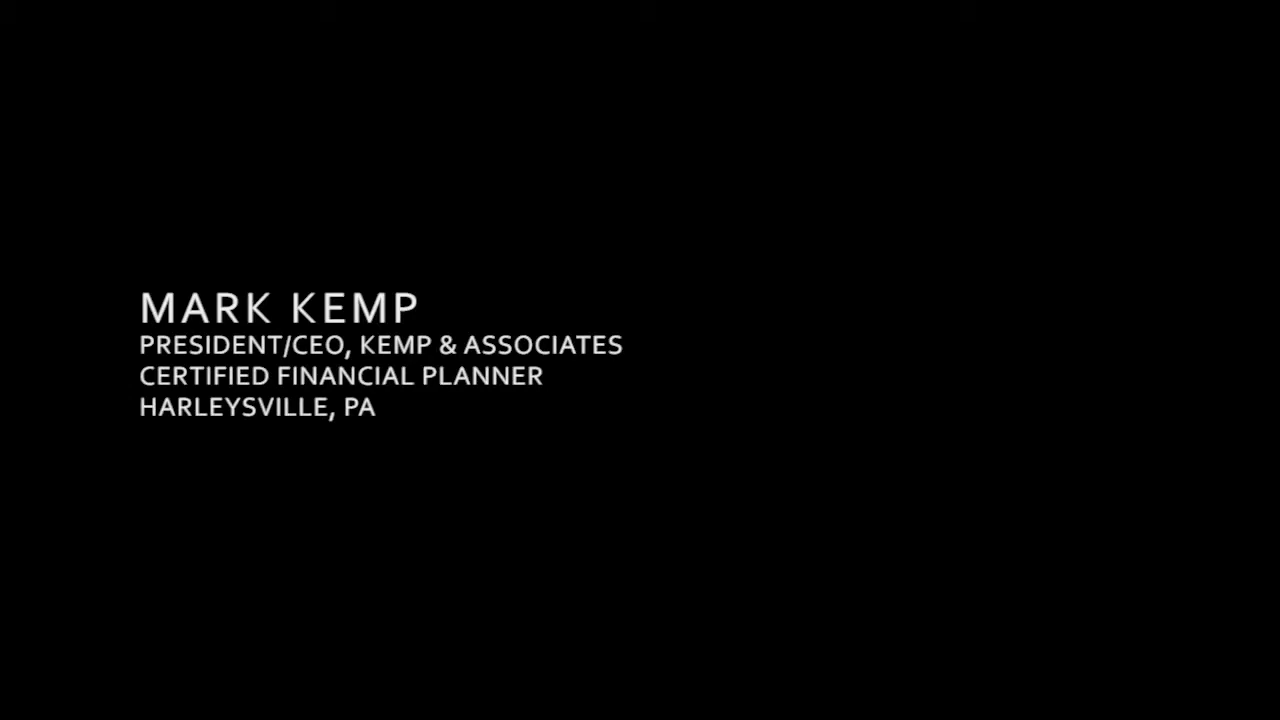 MARK KEMP
PRESIDENT/CEO, KEMP & ASSOCIATES
CERTIFIED FINANCIAL PLANNER
HARLEYSVILLE, PA